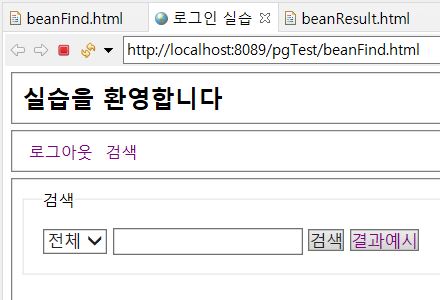 beanFind.html 로그인 실습 beanResult.html
http://localhost:8089/pgTest/beanFind.html
실습을 환영합니다
로그아웃 검색
검색
전체 검색 결과예시